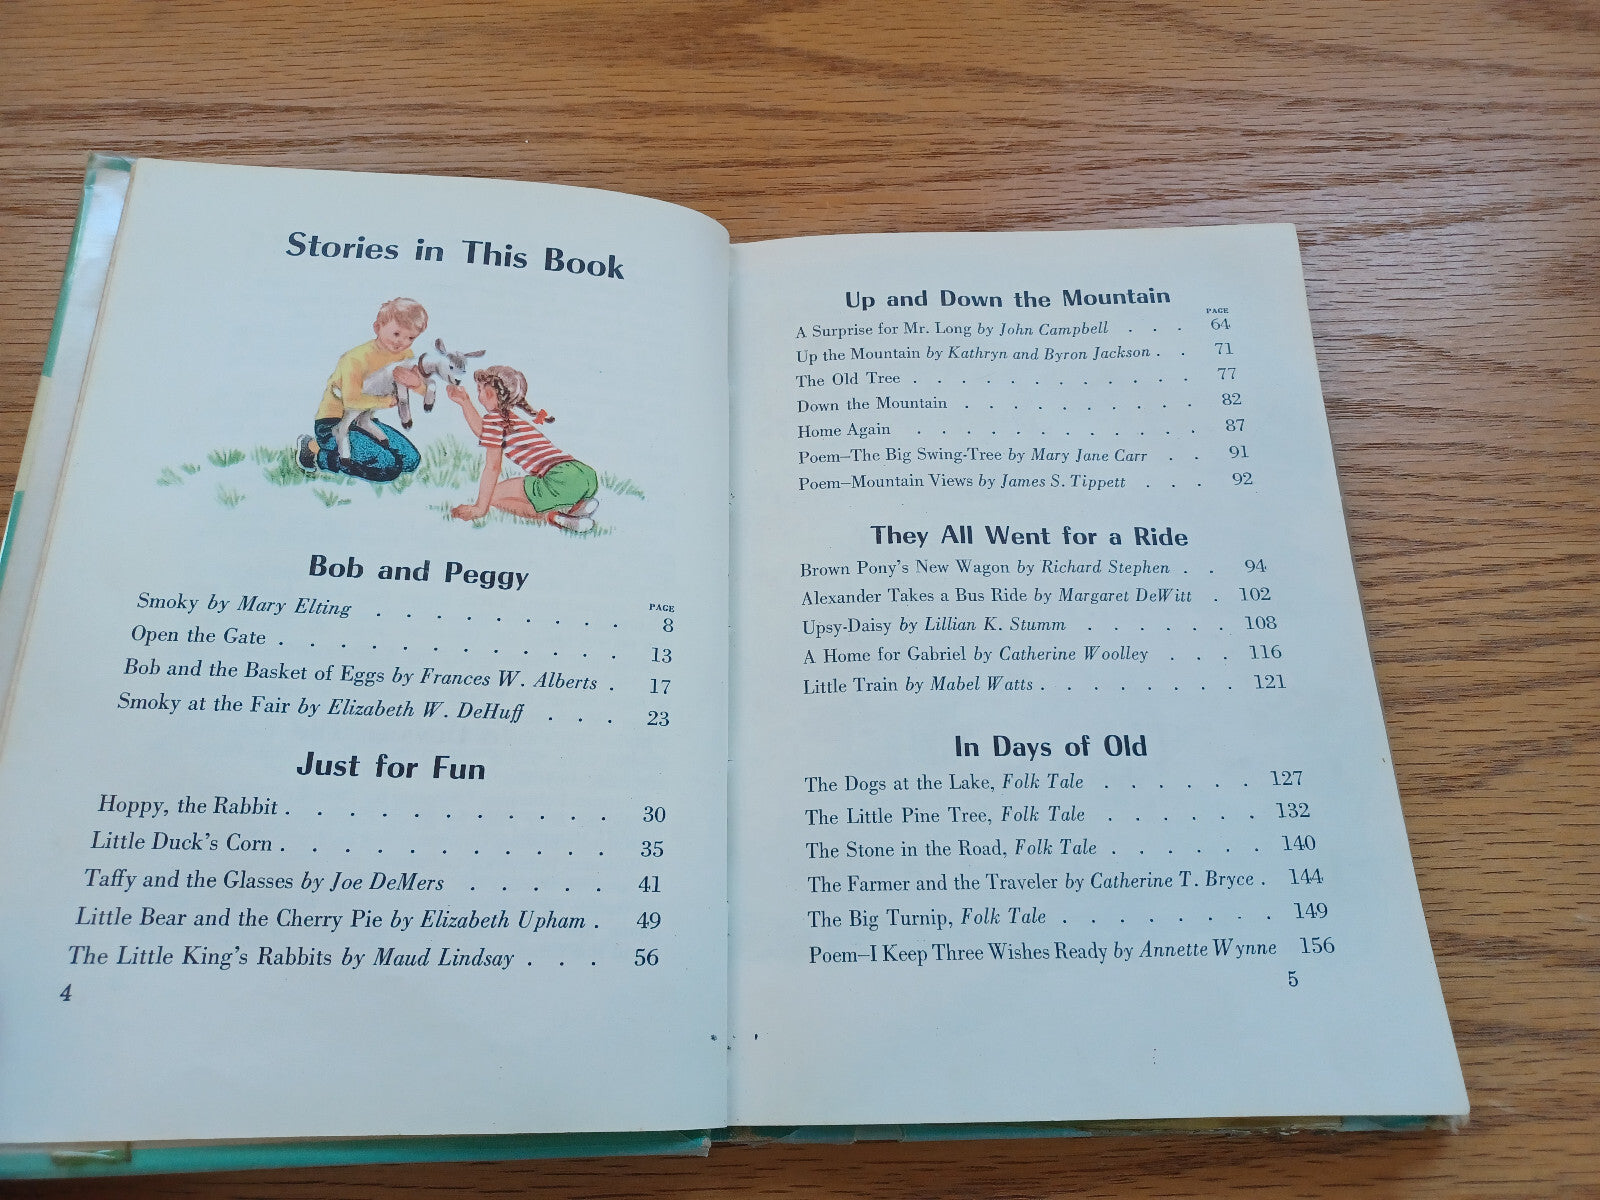 Stories in This Book
Bob and Peggy
PAGE
Smoky by Mary Elting . . . . . . . . . 8
Open the Gate . . . . . . . . . . . . 13
Bob and the Basket of Eggs by Frances W. Alberts . 17
Smoky at the Fair by Elizabeth W. DeHuff . . . 23
Just for Fun
Hoppy, the Rabbit . . . . . . . . . . . 30
Little Duck's Corn . . . . . . . . . . . 35
Taffy and the Glasses by Joe DeMers . . . . . 41
Little Bear and the Cherry Pie by Elizabeth Upham . 49
The Little King's Rabbits by Maud Lindsay . . . 56
4
Up and Down the Mountain
PAGE
A Surprise for Mr. Long by John Campbell . . . 64
Up the Mountain by Kathryn and Byron Jackson . . 71
The Old Tree . . . . . . . . . . . . 77
Down the Mountain . . . . . . . . . . 82
Home Again . . . . . . . . . . . . 87
Poem—The Big Swing-Tree by Mary Jane Carr . . 91
Poem—Mountain Views by James S. Tippett . . . 92
They All Went for a Ride
Brown Pony's New Wagon by Richard Stephen . . 94
Alexander Takes a Bus Ride by Margaret DeWitt . 102
Upsy-Daisy by Lillian K. Stumm . . . . . . 108
A Home for Gabriel by Catherine Woolley . . . 116
Little Train by Mabel Watts . . . . . . . . 121
In Days of Old
The Dogs at the Lake, Folk Tale . . . . . . 127
The Little Pine Tree, Folk Tale . . . . . . 132
The Stone in the Road, Folk Tale . . . . . . 140
The Farmer and the Traveler by Catherine T. Bryce . 144
The Big Turnip, Folk Tale . . . . . . . . 149
Poem—I Keep Three Wishes Ready by Annette Wynne 156
5